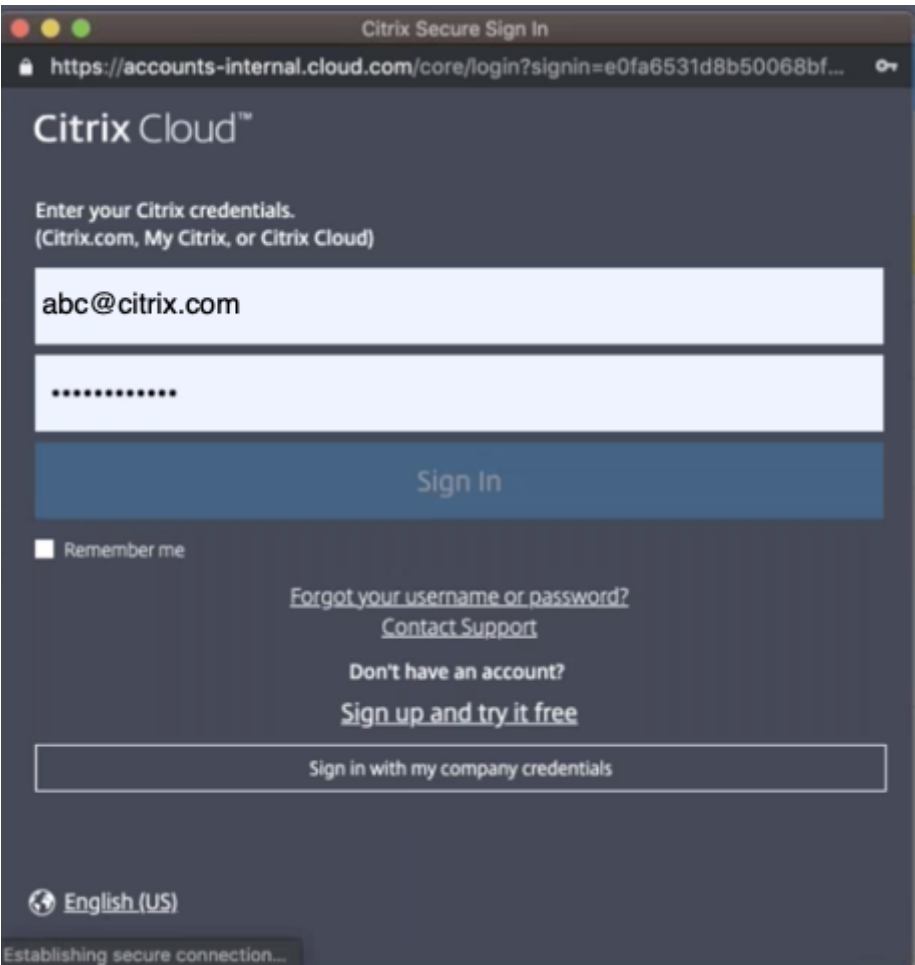 Citrix Secure Sign In
https://accounts-internal.cloud.com/core/login?signin=e0fa6531d8b50068bf...
Citrix Cloud™
Enter your Citrix credentials.
(Citrix.com, My Citrix, or Citrix Cloud)
abc@citrix.com
••••••••••••
Sign In
Remember me
Forgot your username or password?
Contact Support
Don't have an account?
Sign up and try it free
Sign in with my company credentials
English (US)
Establishing secure connection...